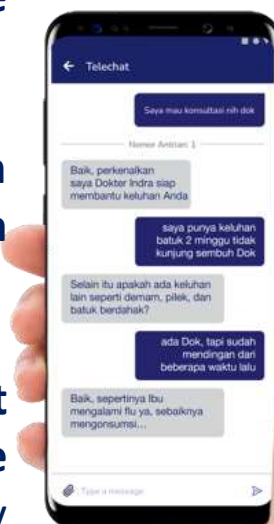 Telechat
Saya mau konsultasi nih dok
Nomor Antrian: 1
Baik, perkenalkan
saya Dokter Indra siap
membantu keluhan Anda
saya punya keluhan
batuk 2 minggu tidak
kunjung sembuh Dok
Selain itu apakah ada keluhan
lain seperti demam, pilek, dan
batuk berdahak?
ada Dok, tapi sudah
mendingan dari
beberapa waktu lalu
Baik, sepertinya Ibu
mengalami flu ya, sebaiknya
mengonsumsi...
Type a message